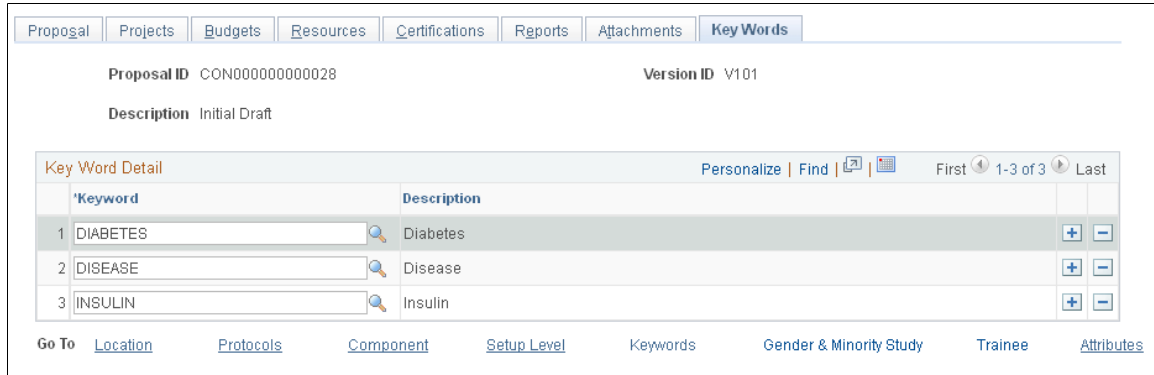 Proposal Projects Budgets Resources Certifications Reports Attachments Key Words
Proposal ID CON000000000028 Version ID V101
Description Initial Draft
Key Word Detail Personalize | Find | | First 1-3 of 3 Last
*Keyword Description
1 DIABETES Diabetes
2 DISEASE Disease
3 INSULIN Insulin
Go To Location Protocols Component Setup Level Keywords Gender & Minority Study Trainee Attributes